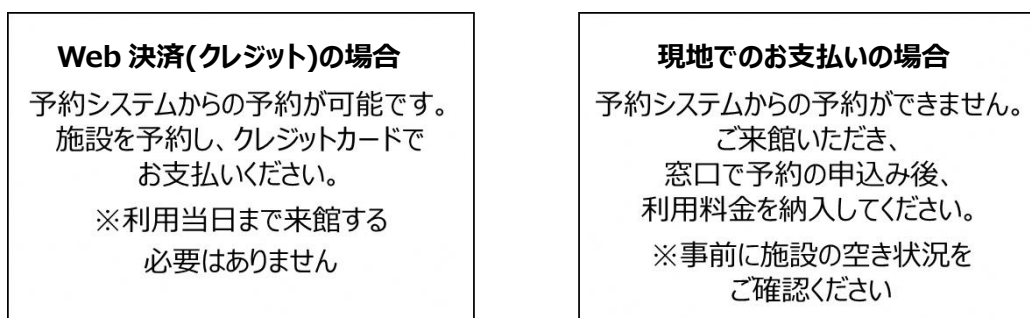 Web 決済(クレジット)の場合
予約システムからの予約が可能です。
施設を予約し、クレジットカードで
お支払いください。
※利用当日まで来館する
必要はありません
現地でのお支払いの場合
予約システムからの予約ができません。
ご来館いただき、
窓口で予約の申込み後、
利用料金を納入してください。
※事前に施設の空き状況を
ご確認ください